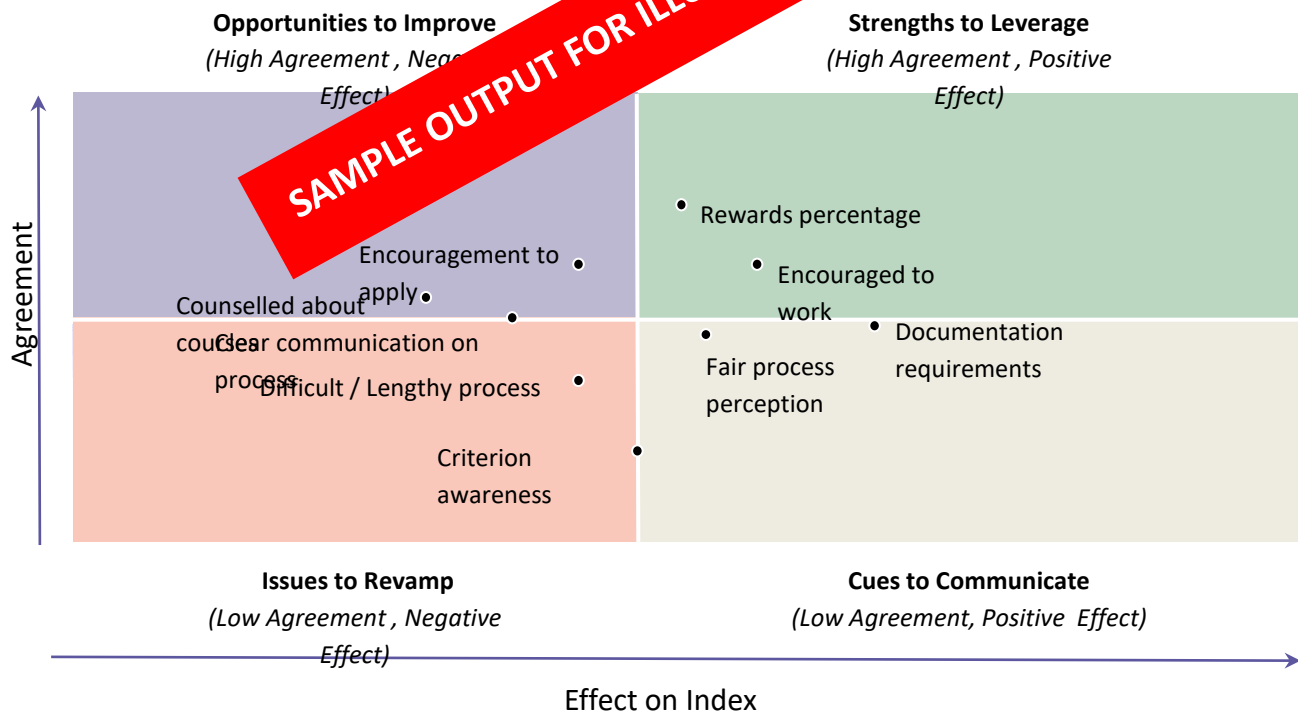 Opportunities to Improve
(High Agreement , Nega
Effect)
Strengths to Leverage
(High Agreement , Positive
Effect)
SAMPLE OUTPUT FOR
Agreement
Rewards percentage
Encouragement to
apply
Encouraged to
work
Counselled about
courses
Clear communication on
process
Documentation
requirements
Difficult / Lengthy process
Fair process
perception
Criterion
awareness
Issues to Revamp
(Low Agreement , Negative
Effect)
Cues to Communicate
(Low Agreement, Positive  Effect)
Effect on Index